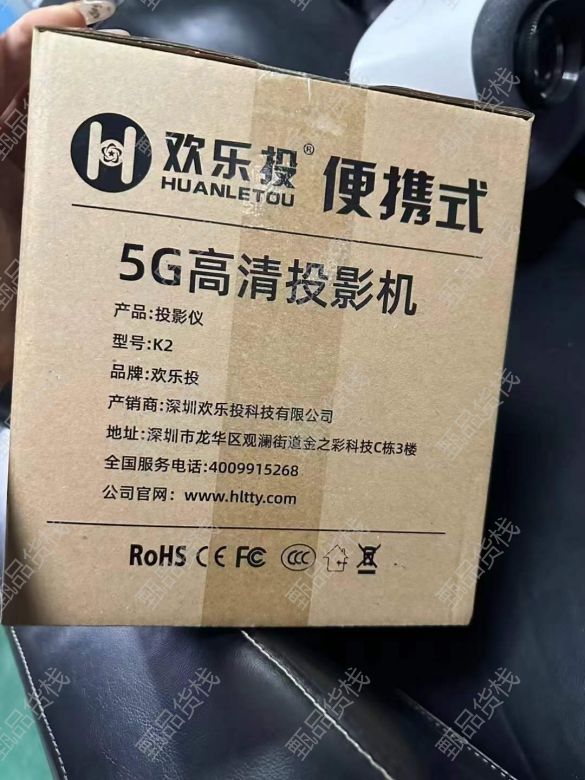 欢乐投® 便携式
HUANLETOU
5G高清投影机
产品:投影仪
型号:K2
品牌:欢乐投
产销商:深圳欢乐投科技有限公司
地址:深圳市龙华区观澜街道金之彩科技C栋3楼
全国服务电话:4009915268
公司官网：www.hltty.com
RoHS CE FC CCC
甄品货栈